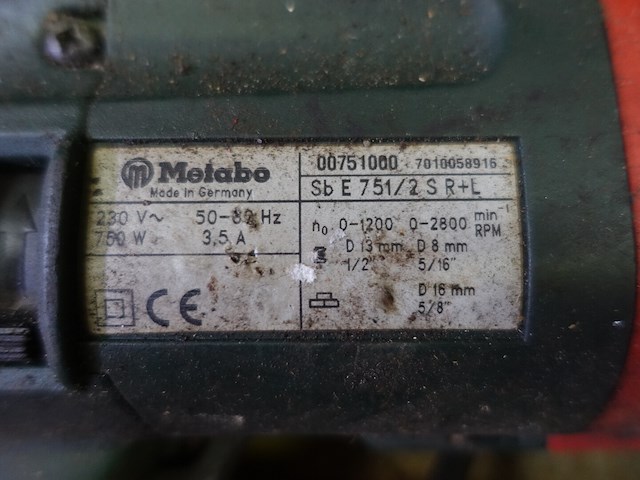 Metabo
Made in Germany
230 V~ 50-60 Hz
750 W 3,5 A
CE
00751000 7010058916
Sb E 751/2 S R+L
n₀ 0-1200 0-2800 min⁻¹ RPM
D 13 mm D 8 mm
1/2" 5/16"
D 16 mm
5/8"